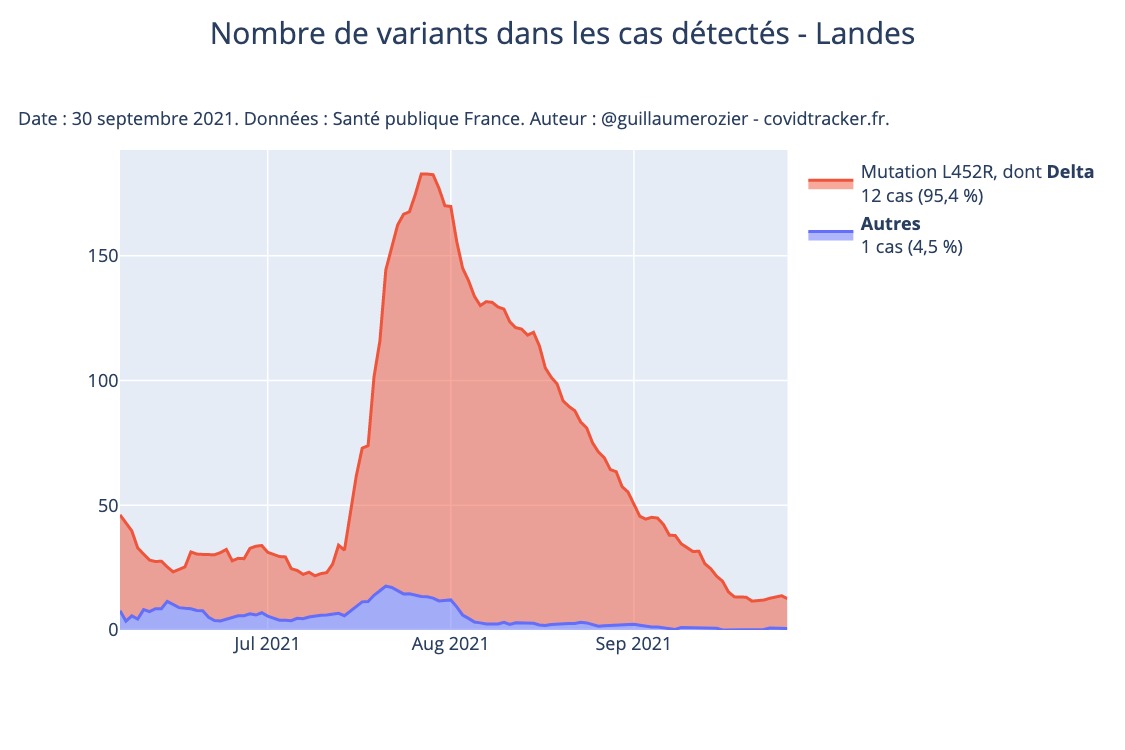 Nombre de variants dans les cas détectés - Landes
Date : 30 septembre 2021. Données : Santé publique France. Auteur : @guillaumerozier - covidtracker.fr.
Mutation L452R, dont Delta
12 cas (95,4 %)
Autres
1 cas (4,5 %)
150
100
50
0
Jul 2021
Aug 2021
Sep 2021